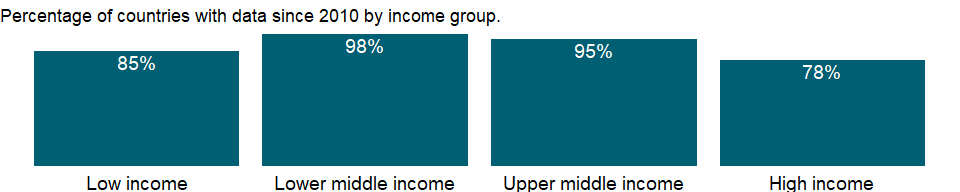 Percentage of countries with data since 2010 by income group.
85%
98%
95%
78%
Low income
Lower middle income
Upper middle income
High income